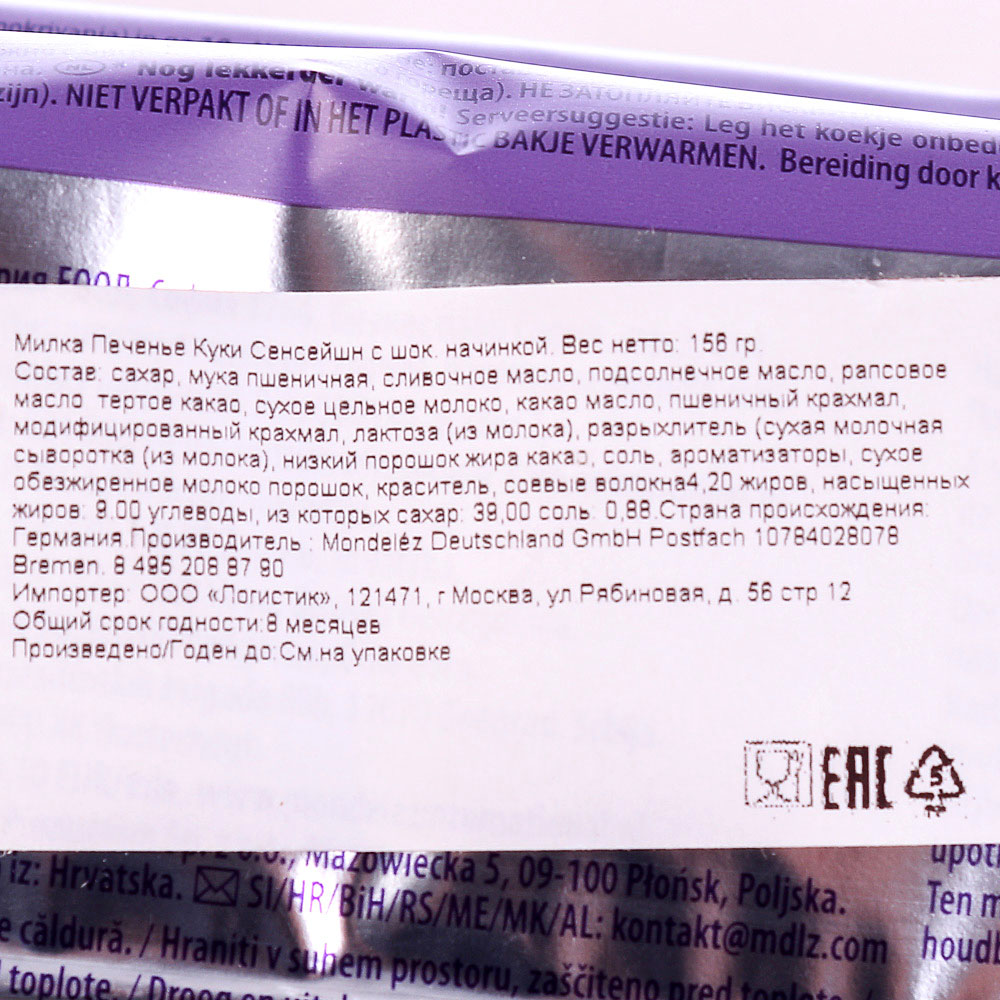 NL Nog lekkerder
zijn). NIET VERPAKT OF IN HET PLASTIC BAKJE VERWARMEN. Bereiding door k
Serveersuggestie: Leg het koekje onbed
Милка Печенье Куки Сенсейшн с шок. начинкой. Вес нетто: 156 гр.
Состав: сахар, мука пшеничная, сливочное масло, подсолнечное масло, рапсовое
масло тертое какао, сухое цельное молоко, какао масло, пшеничный крахмал,
модифицированный крахмал, лактоза (из молока), разрыхлитель (сухая молочная
сыворотка (из молока), низкий порошок жира какао, соль, ароматизаторы, сухое
обезжиренное молоко порошок, краситель, соевые волокна4,20 жиров, насыщенных
жиров: 9.00 углеводы, из которых сахар: 39,00 соль: 0,88.Страна происхождения:
Германия.Производитель : Mondeléz Deutschland GmbH Postfach 10784028078
Bremen. 8 495 208 87 90
Импортер: ООО «Логистик», 121471, г Москва, ул Рябиновая, д. 56 стр 12
Общий срок годности:8 месяцев
Произведено/Годен до:См.на упаковке
EAC 5
Mazowiecka 5, 09-100 Płońsk, Poljska.
iz: Hrvatska. SI/HR/BiH/RS/ME/MK/AL: kontakt@mdlz.com
e căldură. / Hraniti v suhem prostoru, zaščiteno pred toploto. /
toplote. / Droog en
upot
Ten m
houdb